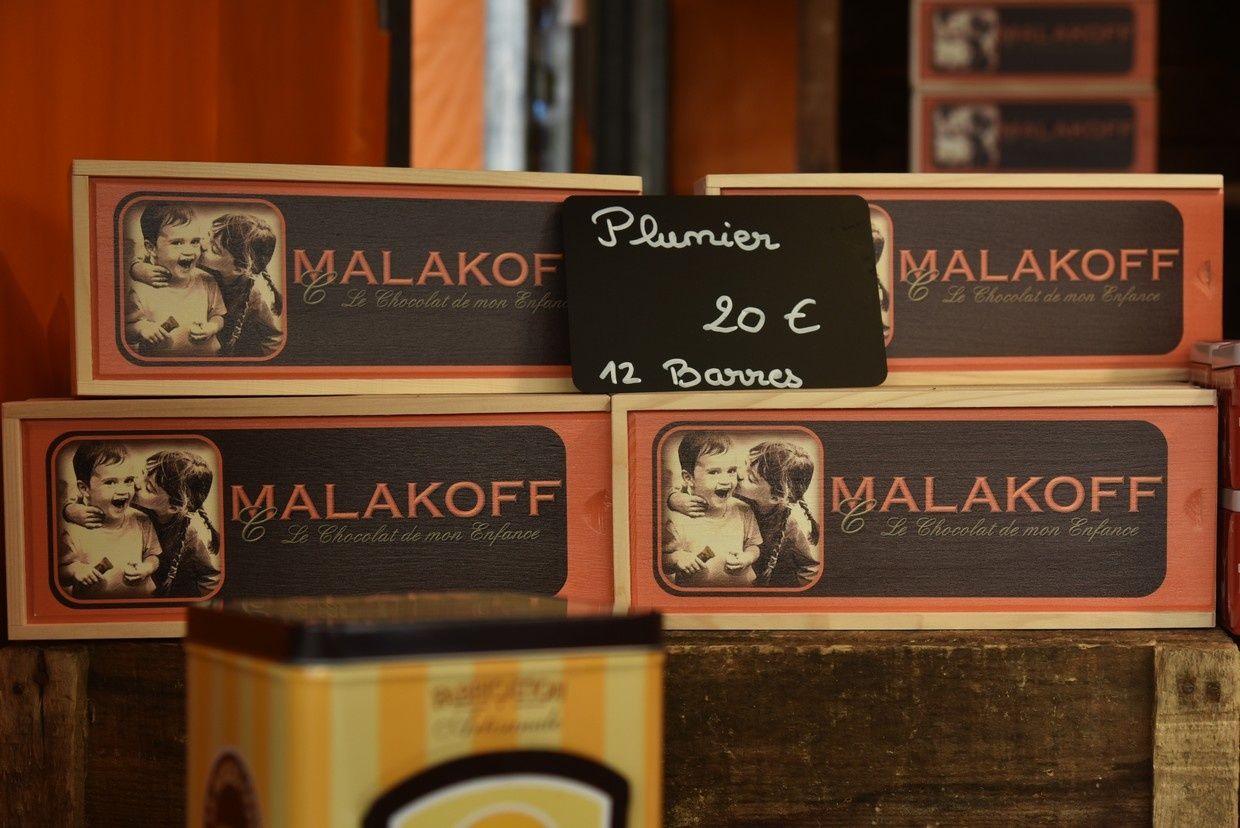 MALAKOFF
MALAKOFF
MALAKOF
Le Chocolat de mon Enfance
Plumier
20 €
12 Barres
MALAKOFF
Le Chocolat de mon Enfance
MALAKOFF
Le Chocolat de mon Enfance
MALAKOFF
Le Chocolat de mon Enfance